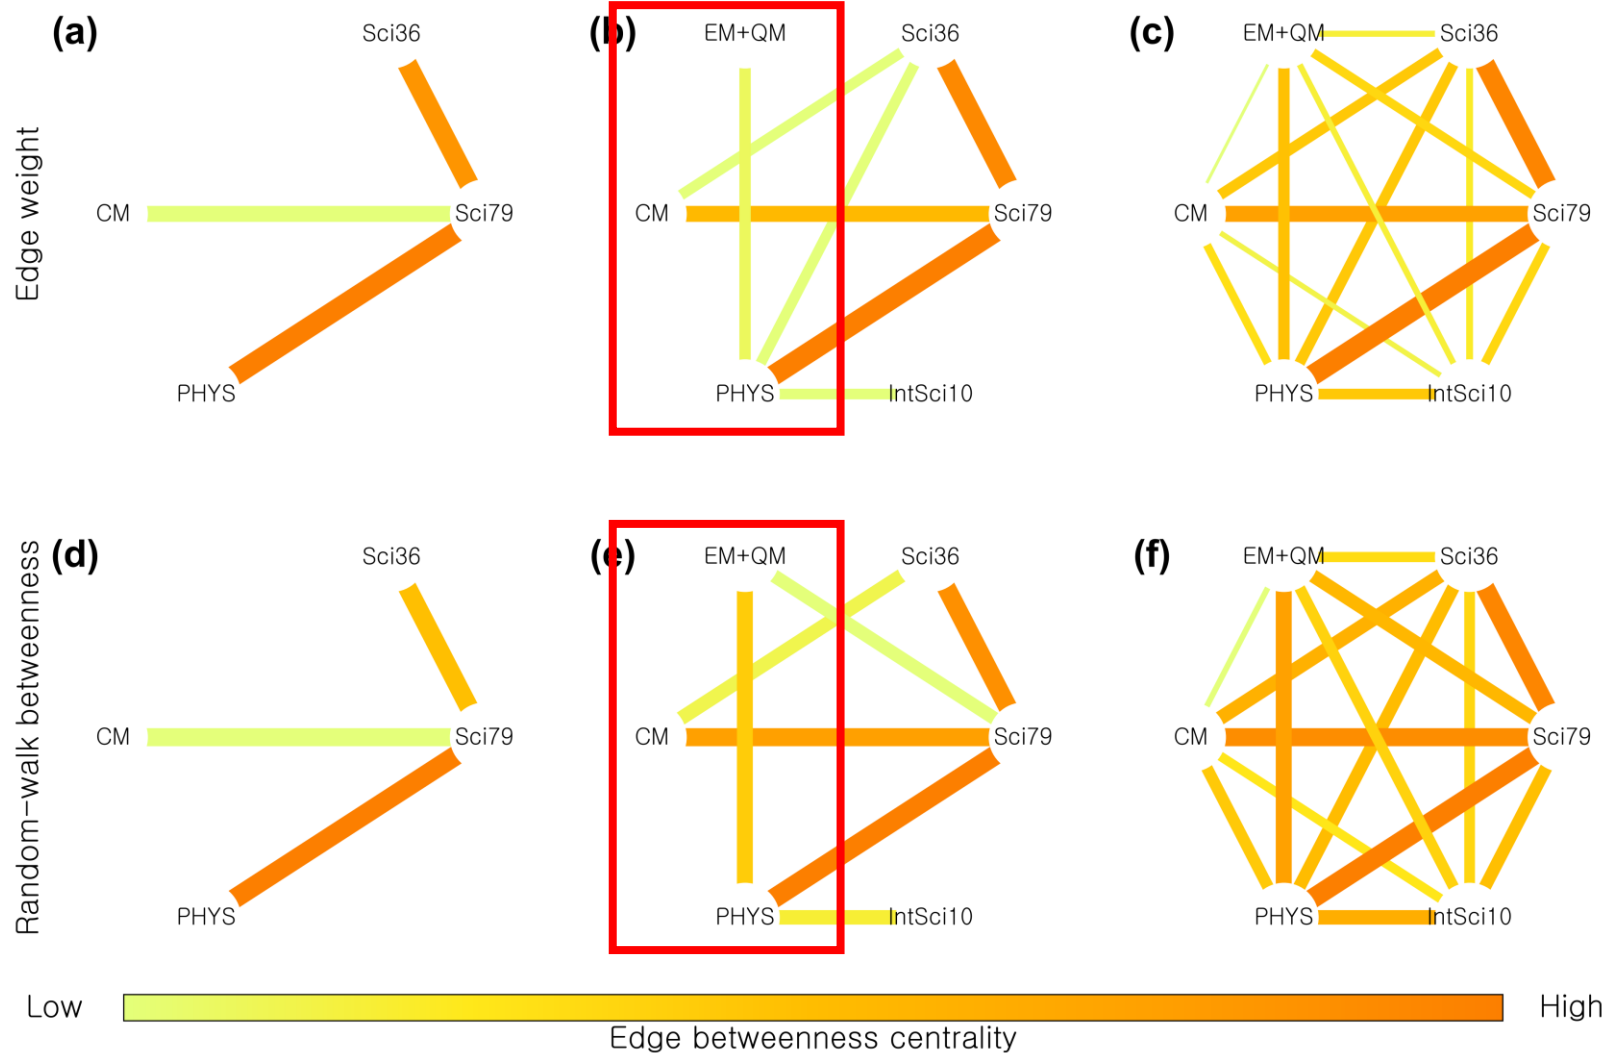 (a) Sci36 (b) EM+QM Sci36 (c) EM+QM Sci36
Edge weight
CM Sci79 CM Sci79 CM Sci79
PHYS PHYS IntSci10 PHYS IntSci10
(d) Sci36 (e) EM+QM Sci36 (f) EM+QM Sci36
Random-walk betweenness
CM Sci79 CM Sci79 CM Sci79
PHYS PHYS IntSci10 PHYS IntSci10
Low High
Edge betweenness centrality